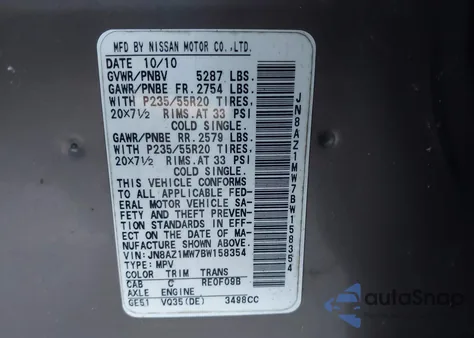 MFD BY NISSAN MOTOR CO.,LTD.
DATE 10/10
GVWR/PNBV 5287 LBS.
GAWR/PNBE FR. 2754 LBS.
WITH P235/55R20 TIRES,
20X7½ RIMS.AT 33 PSI
COLD SINGLE.
GAWR/PNBE RR. 2579 LBS.
WITH P235/55R20 TIRES,
20X7½ RIMS.AT 33 PSI
COLD SINGLE.
THIS VEHICLE CONFORMS
TO ALL APPLICABLE FED-
ERAL MOTOR VEHICLE SA-
FETY AND THEFT PREVEN-
TION STANDARDS IN EFF-
ECT ON THE DATE OF MA-
NUFACTURE SHOWN ABOVE.
VIN: JN8AZ1MW7BW158354
TYPE: MPV
COLOR TRIM TRANS
CAB C RE0F09B
AXLE ENGINE
GE51 VQ35(DE) 3498CC
JN8AZ1MW7BW158354
autoSnap